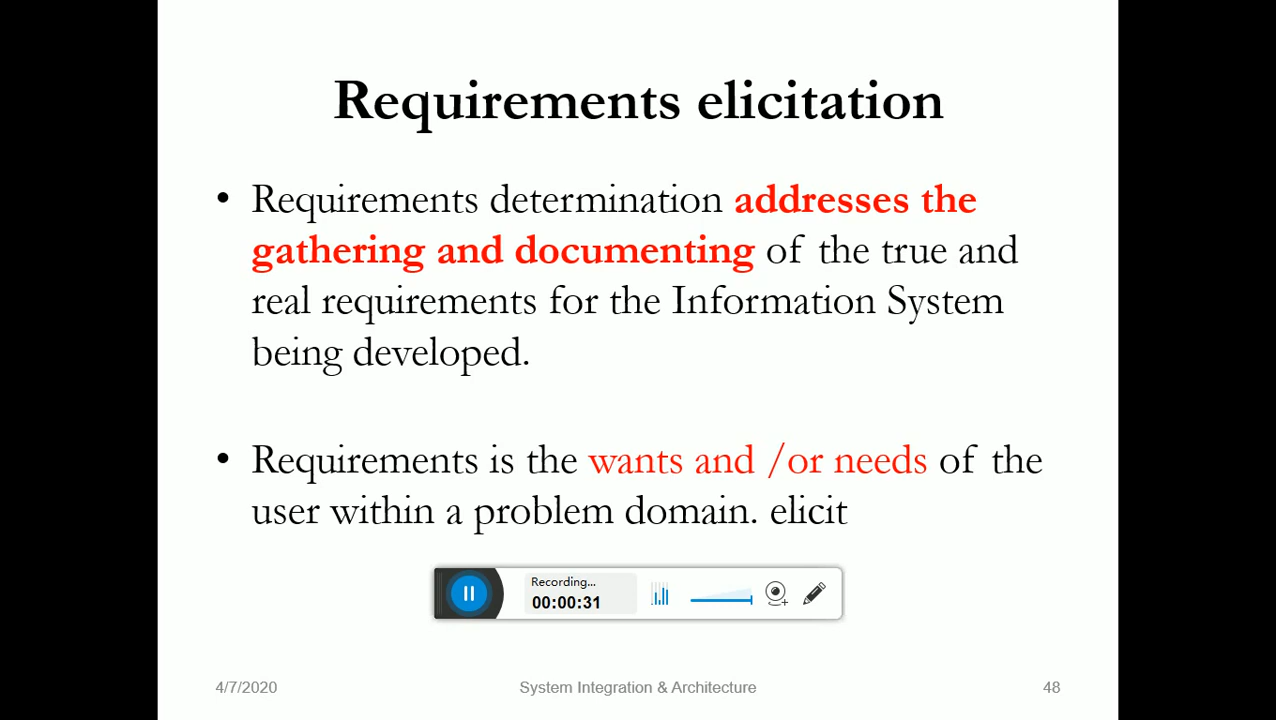 Requirements elicitation
• Requirements determination addresses the
gathering and documenting of the true and
real requirements for the Information System
being developed.
• Requirements is the wants and /or needs of the
user within a problem domain. elicit
Recording...
00:00:31
4/7/2020
System Integration & Architecture
48